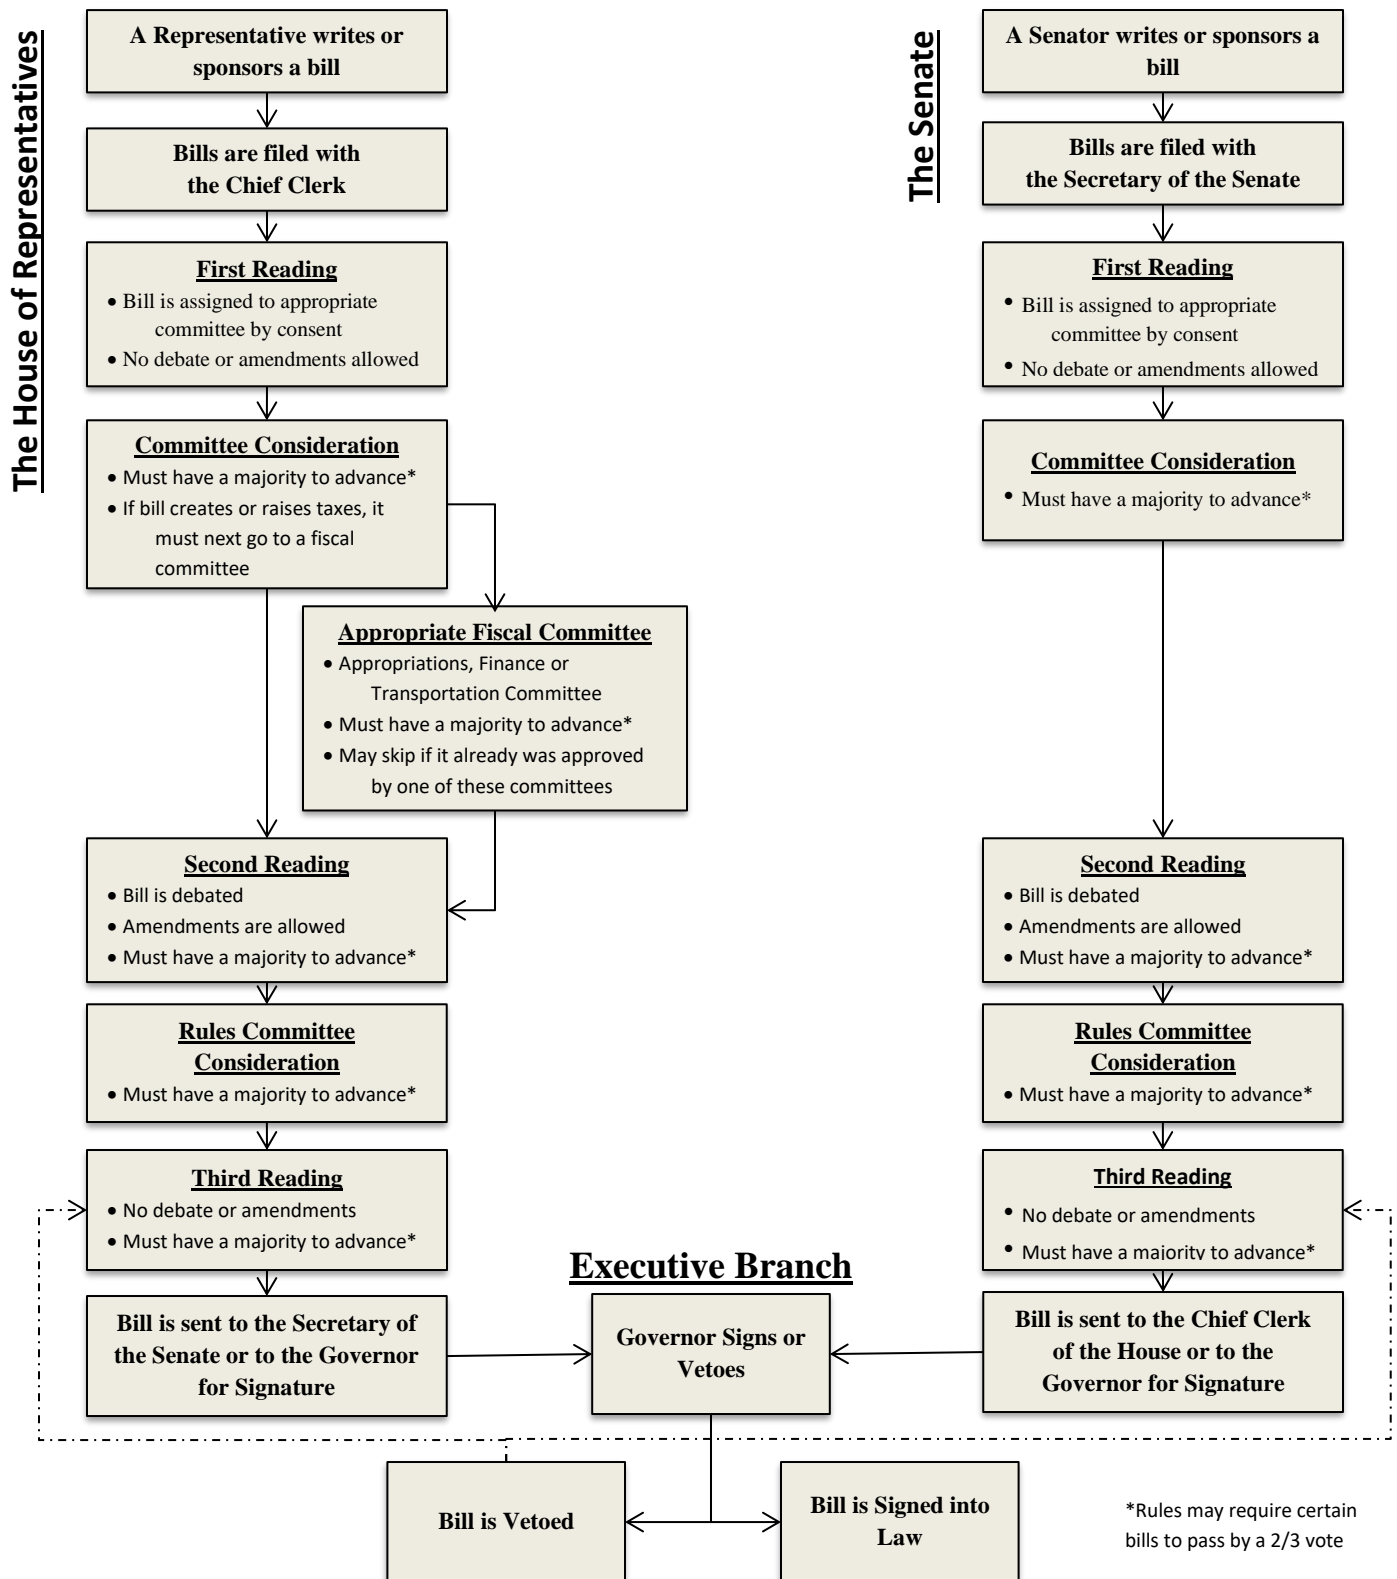 The House of Representatives
A Representative writes or
sponsors a bill
Bills are filed with
the Chief Clerk
First Reading
• Bill is assigned to appropriate
committee by consent
• No debate or amendments allowed
Committee Consideration
• Must have a majority to advance*
• If bill creates or raises taxes, it
must next go to a fiscal
committee
Appropriate Fiscal Committee
• Appropriations, Finance or
Transportation Committee
• Must have a majority to advance*
• May skip if it already was approved
by one of these committees
Second Reading
• Bill is debated
• Amendments are allowed
• Must have a majority to advance*
Rules Committee
Consideration
• Must have a majority to advance*
Third Reading
• No debate or amendments
• Must have a majority to advance*
Bill is sent to the Secretary of
the Senate or to the Governor
for Signature
The Senate
A Senator writes or sponsors a
bill
Bills are filed with
the Secretary of the Senate
First Reading
• Bill is assigned to appropriate
committee by consent
• No debate or amendments allowed
Committee Consideration
• Must have a majority to advance*
Second Reading
• Bill is debated
• Amendments are allowed
• Must have a majority to advance*
Rules Committee
Consideration
• Must have a majority to advance*
Third Reading
• No debate or amendments
• Must have a majority to advance*
Bill is sent to the Chief Clerk
of the House or to the
Governor for Signature
Executive Branch
Governor Signs or
Vetoes
Bill is Vetoed
Bill is Signed into
Law
*Rules may require certain
bills to pass by a 2/3 vote